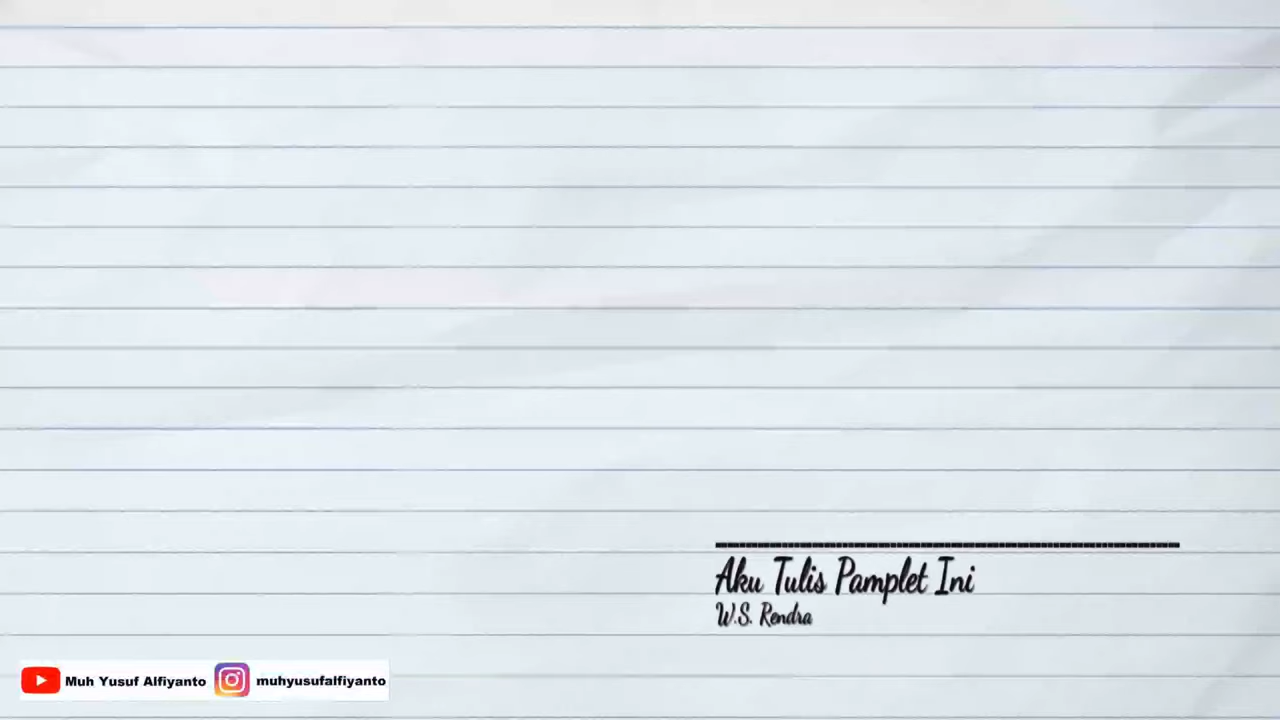 Aku Tulis Pamplet Ini
W.S. Rendra
Muh Yusuf Alfiyanto muhyusufalfiyanto